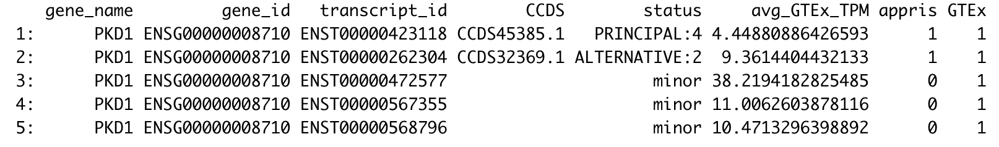 gene_name gene_id transcript_id CCDS status avg_GTEx_TPM appris GTEx
1: PKD1 ENSG00000008710 ENST00000423118 CCDS45385.1 PRINCIPAL:4 4.44880886426593 1 1
2: PKD1 ENSG00000008710 ENST00000262304 CCDS32369.1 ALTERNATIVE:2 9.3614404432133 1 1
3: PKD1 ENSG00000008710 ENST00000472577 minor 38.2194182825485 0 1
4: PKD1 ENSG00000008710 ENST00000567355 minor 11.0062603878116 0 1
5: PKD1 ENSG00000008710 ENST00000568796 minor 10.4713296398892 0 1